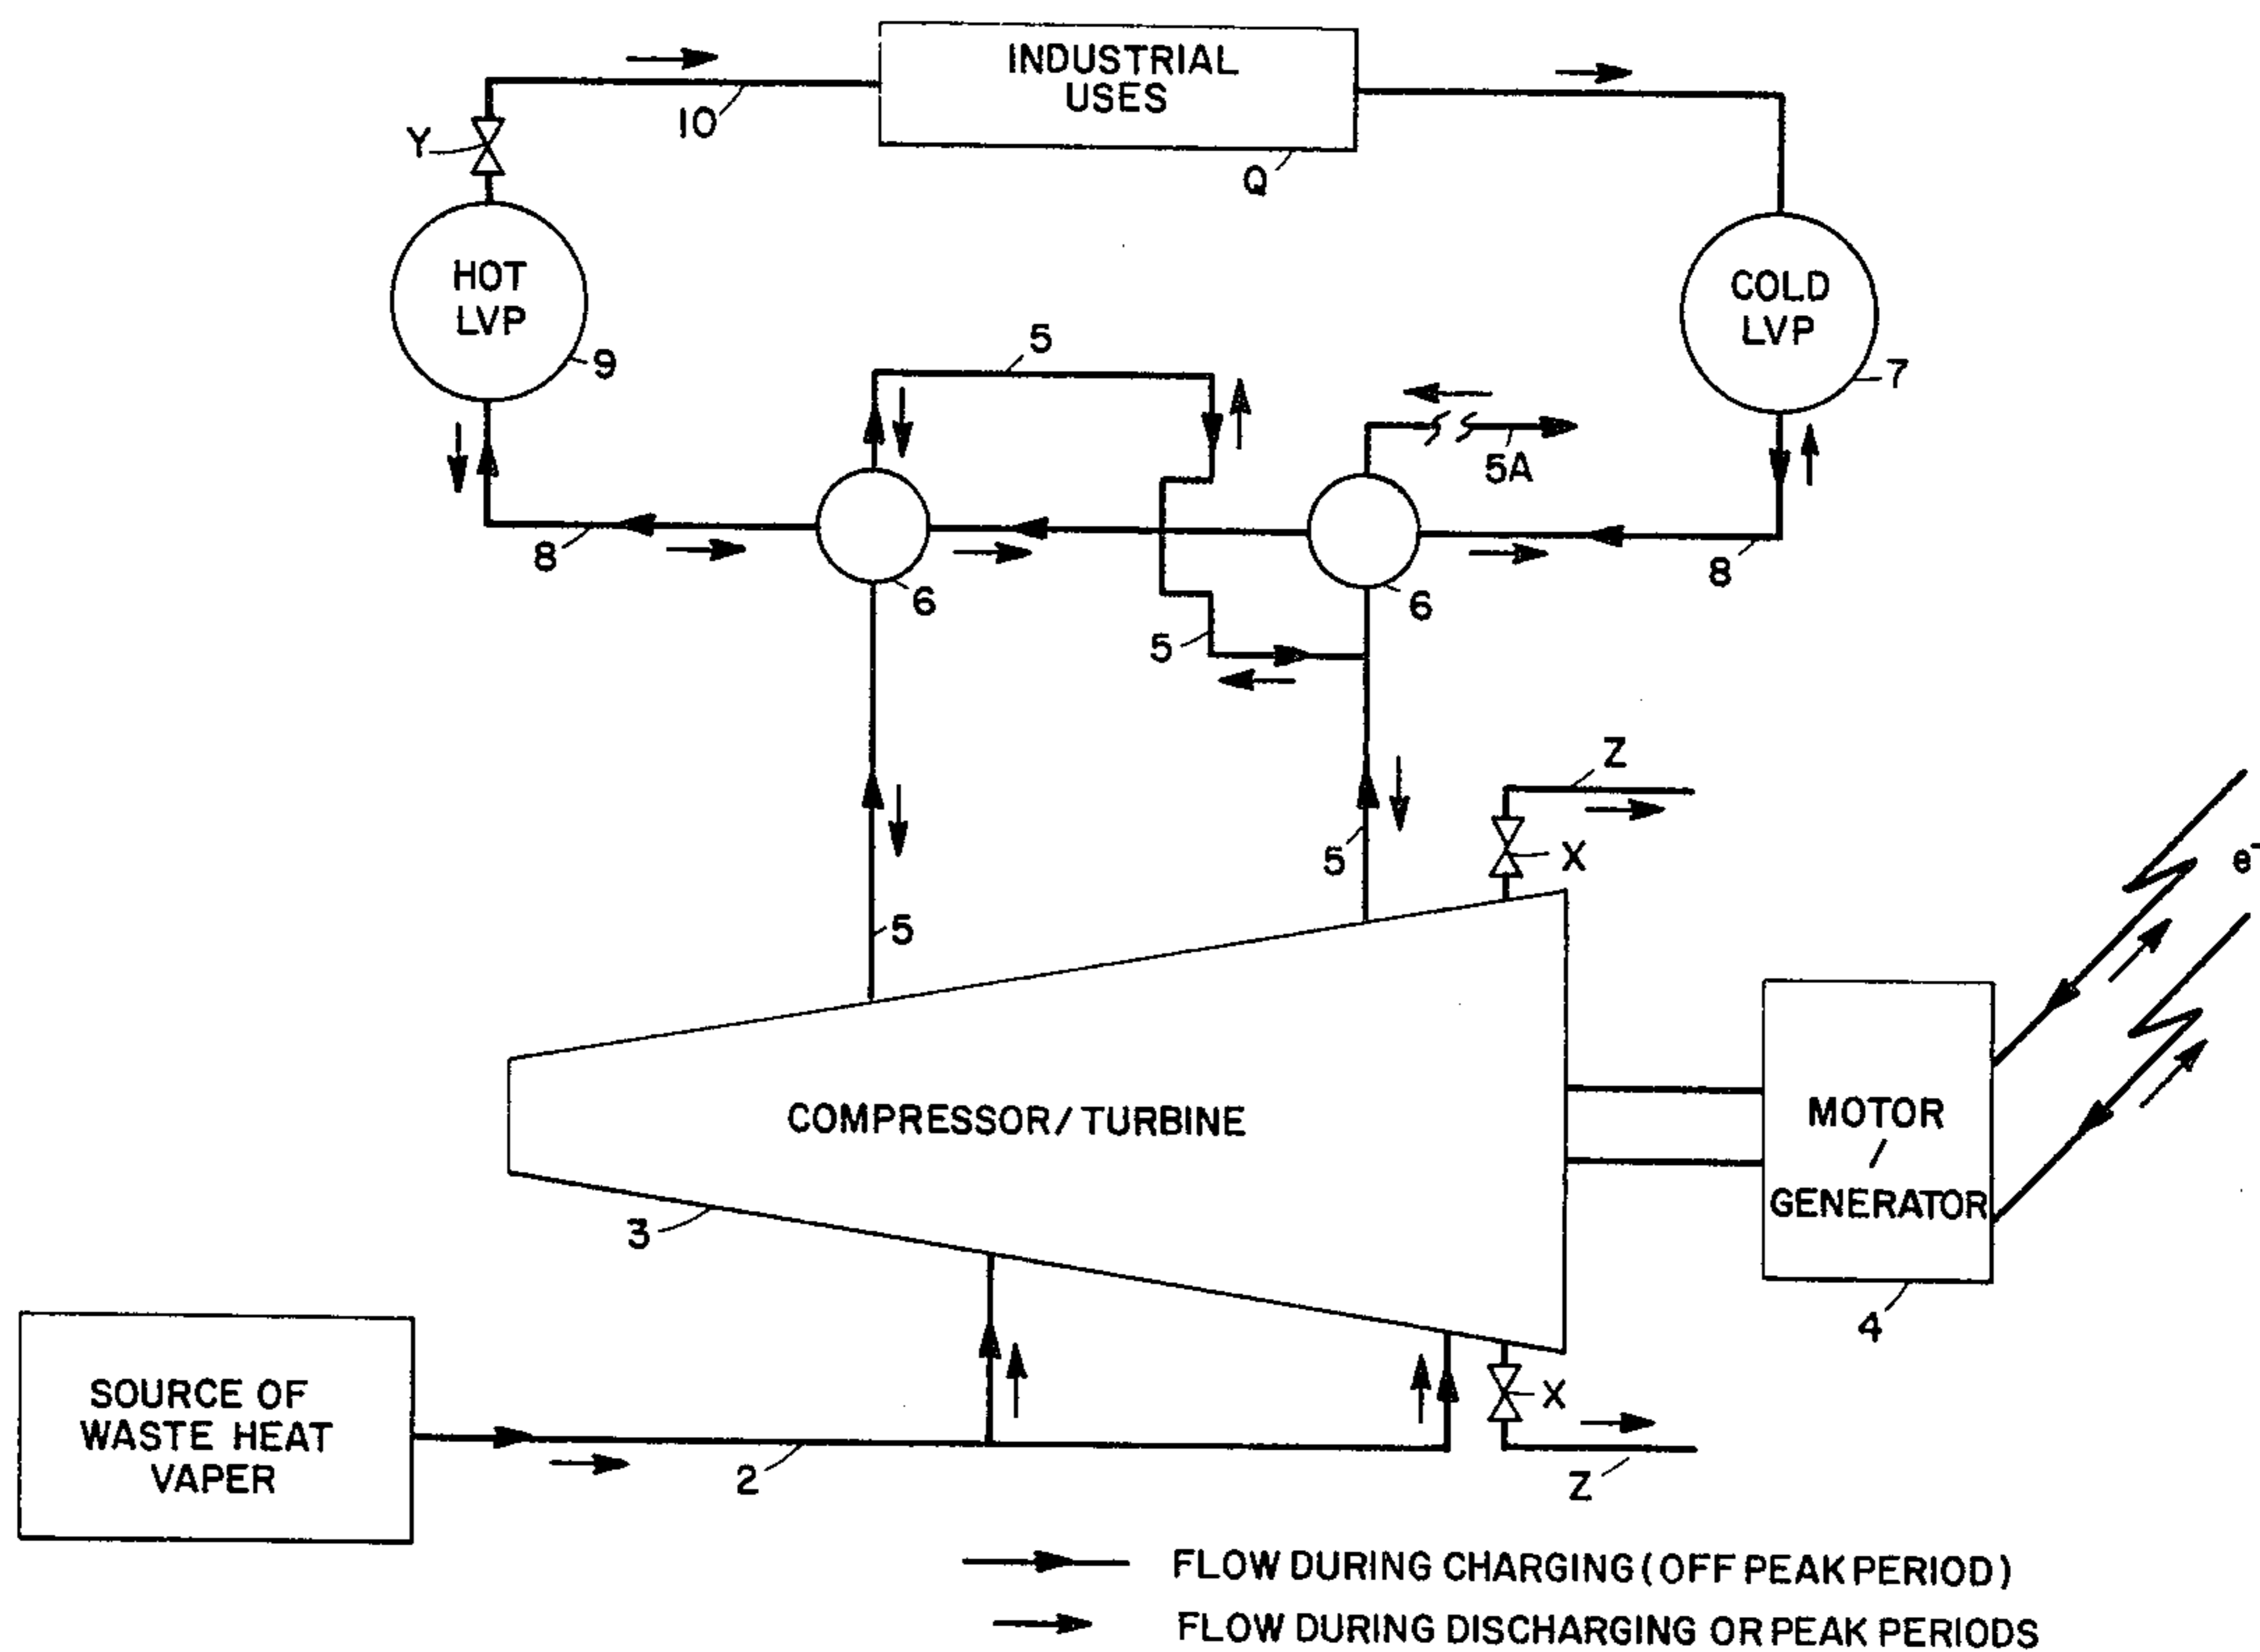 INDUSTRIAL
USES
10
Y
Q
HOT
LVP
9
COLD
LVP
7
5
5A
8
6
6
8
5
Z
X
5
5
e-
COMPRESSOR/TURBINE
MOTOR
/
GENERATOR
3
4
SOURCE OF
WASTE HEAT
VAPER
2
X
Z
FLOW DURING CHARGING (OFF PEAK PERIOD)
FLOW DURING DISCHARGING OR PEAK PERIODS